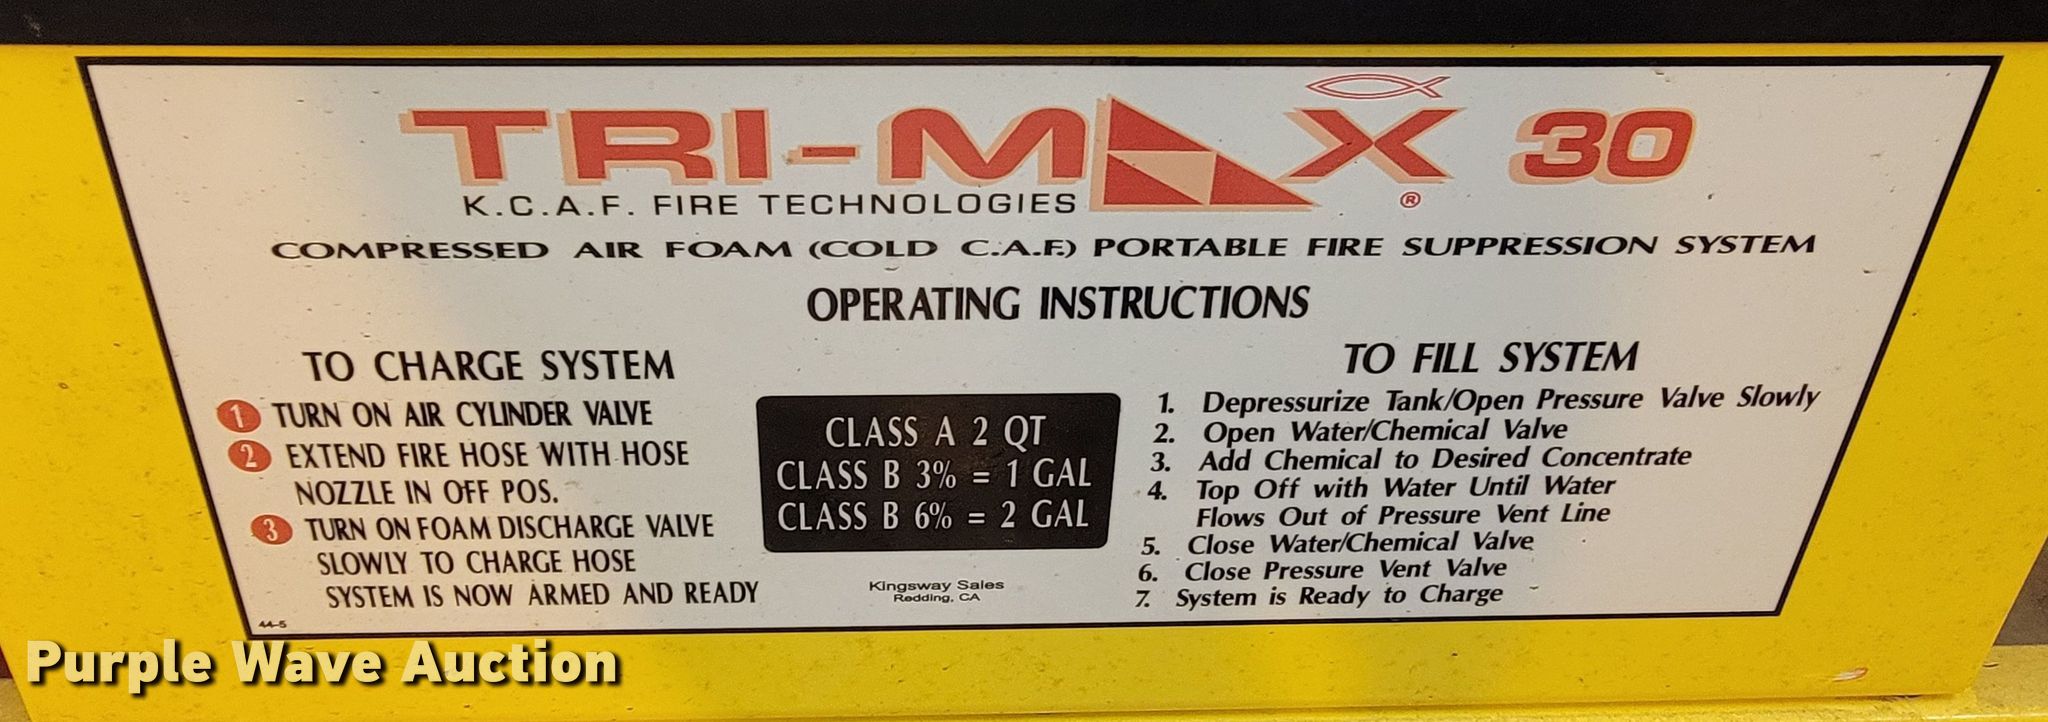 TRI-MAX 30
®
K.C.A.F. FIRE TECHNOLOGIES
COMPRESSED AIR FOAM (COLD C.A.F.) PORTABLE FIRE SUPPRESSION SYSTEM
OPERATING INSTRUCTIONS
TO CHARGE SYSTEM
1 TURN ON AIR CYLINDER VALVE
2 EXTEND FIRE HOSE WITH HOSE
NOZZLE IN OFF POS.
3 TURN ON FOAM DISCHARGE VALVE
SLOWLY TO CHARGE HOSE
SYSTEM IS NOW ARMED AND READY
44-5
CLASS A 2 QT
CLASS B 3% = 1 GAL
CLASS B 6% = 2 GAL
Kingsway Sales
Redding, CA
TO FILL SYSTEM
1. Depressurize Tank/Open Pressure Valve Slowly
2. Open Water/Chemical Valve
3. Add Chemical to Desired Concentrate
4. Top Off with Water Until Water
Flows Out of Pressure Vent Line
5. Close Water/Chemical Valve
6. Close Pressure Vent Valve
7. System is Ready to Charge
Purple Wave Auction